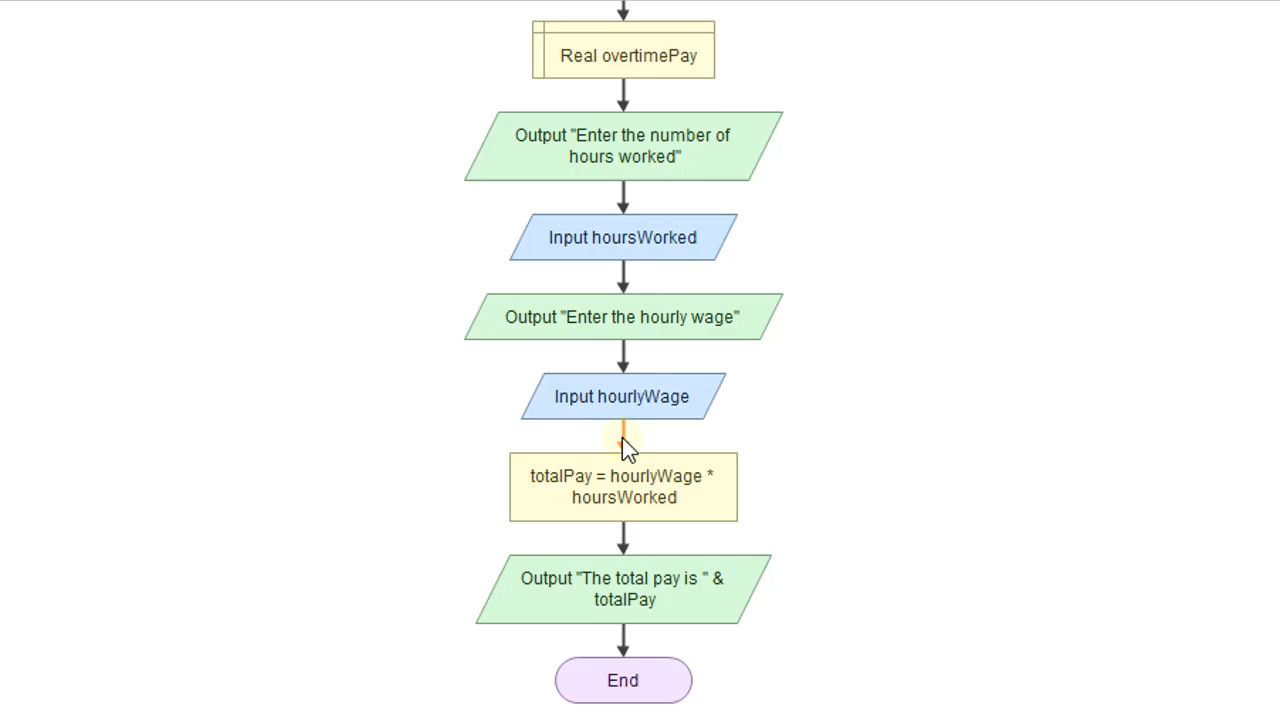 Real overtimePay
Output "Enter the number of
hours worked"
Input hoursWorked
Output "Enter the hourly wage"
Input hourlyWage
totalPay = hourlyWage *
hoursWorked
Output "The total pay is " &
totalPay
End